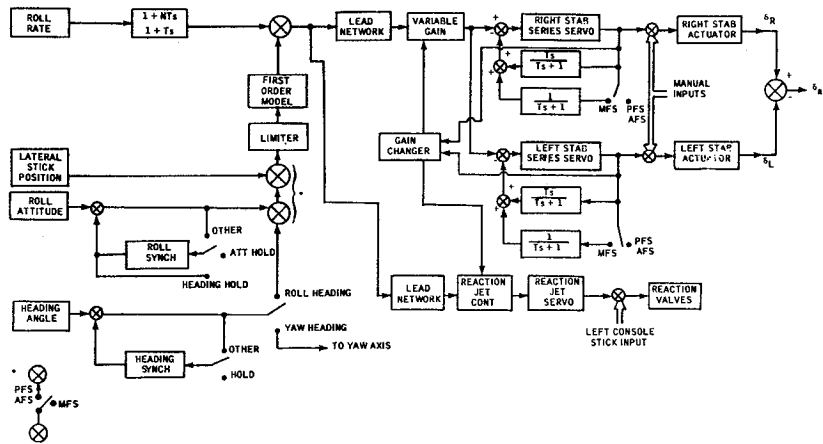 ROLL
RATE
1 + NTs
1 + Ts
LEAD
NETWORK
VARIABLE
GAIN
RIGHT STAB
SERIES SERVO
RIGHT STAB
ACTUATOR
δR
Ts
Ts + 1
1
Ts + 1
MFS
PFS
AFS
MANUAL
INPUTS
+
-
δa
FIRST
ORDER
MODEL
LIMITER
GAIN
CHANGER
LEFT STAB
SERIES SERVO
LEFT STAB
ACTUATOR
δL
Ts
Ts + 1
1
Ts + 1
MFS
PFS
AFS
LATERAL
STICK
POSITION
ROLL
ATTITUDE
*
OTHER
ROLL
SYNCH
ATT HOLD
HEADING HOLD
ROLL HEADING
LEAD
NETWORK
REACTION
JET
CONT
REACTION
JET
SERVO
REACTION
VALVES
LEFT CONSOLE
STICK INPUT
HEADING
ANGLE
YAW HEADING
TO YAW AXIS
OTHER
HEADING
SYNCH
HOLD
*
PFS
AFS
MFS